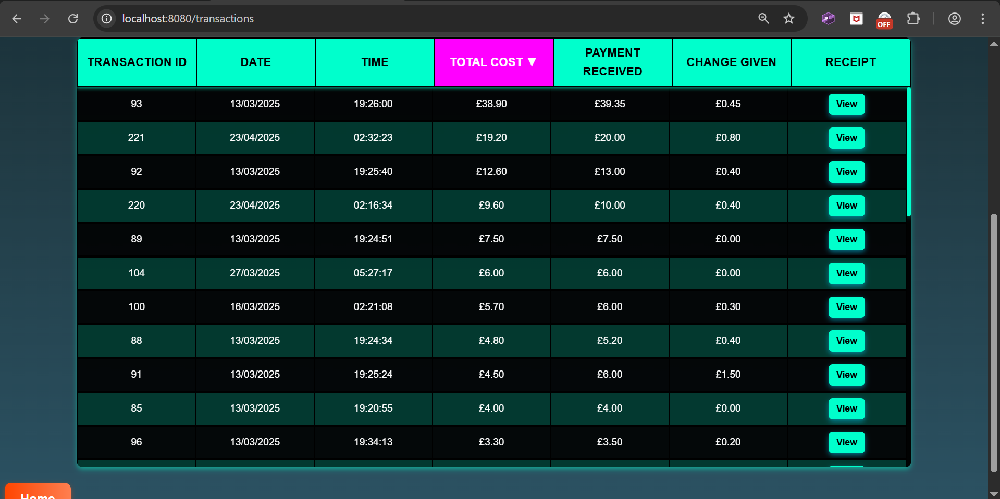 localhost:8080/transactions
OFF
TRANSACTION ID DATE TIME TOTAL COST ▼ PAYMENT RECEIVED CHANGE GIVEN RECEIPT
93 13/03/2025 19:26:00 £38.90 £39.35 £0.45 View
221 23/04/2025 02:32:23 £19.20 £20.00 £0.80 View
92 13/03/2025 19:25:40 £12.60 £13.00 £0.40 View
220 23/04/2025 02:16:34 £9.60 £10.00 £0.40 View
89 13/03/2025 19:24:51 £7.50 £7.50 £0.00 View
104 27/03/2025 05:27:17 £6.00 £6.00 £0.00 View
100 16/03/2025 02:21:08 £5.70 £6.00 £0.30 View
88 13/03/2025 19:24:34 £4.80 £5.20 £0.40 View
91 13/03/2025 19:25:24 £4.50 £6.00 £1.50 View
85 13/03/2025 19:20:55 £4.00 £4.00 £0.00 View
96 13/03/2025 19:34:13 £3.30 £3.50 £0.20 View
Home